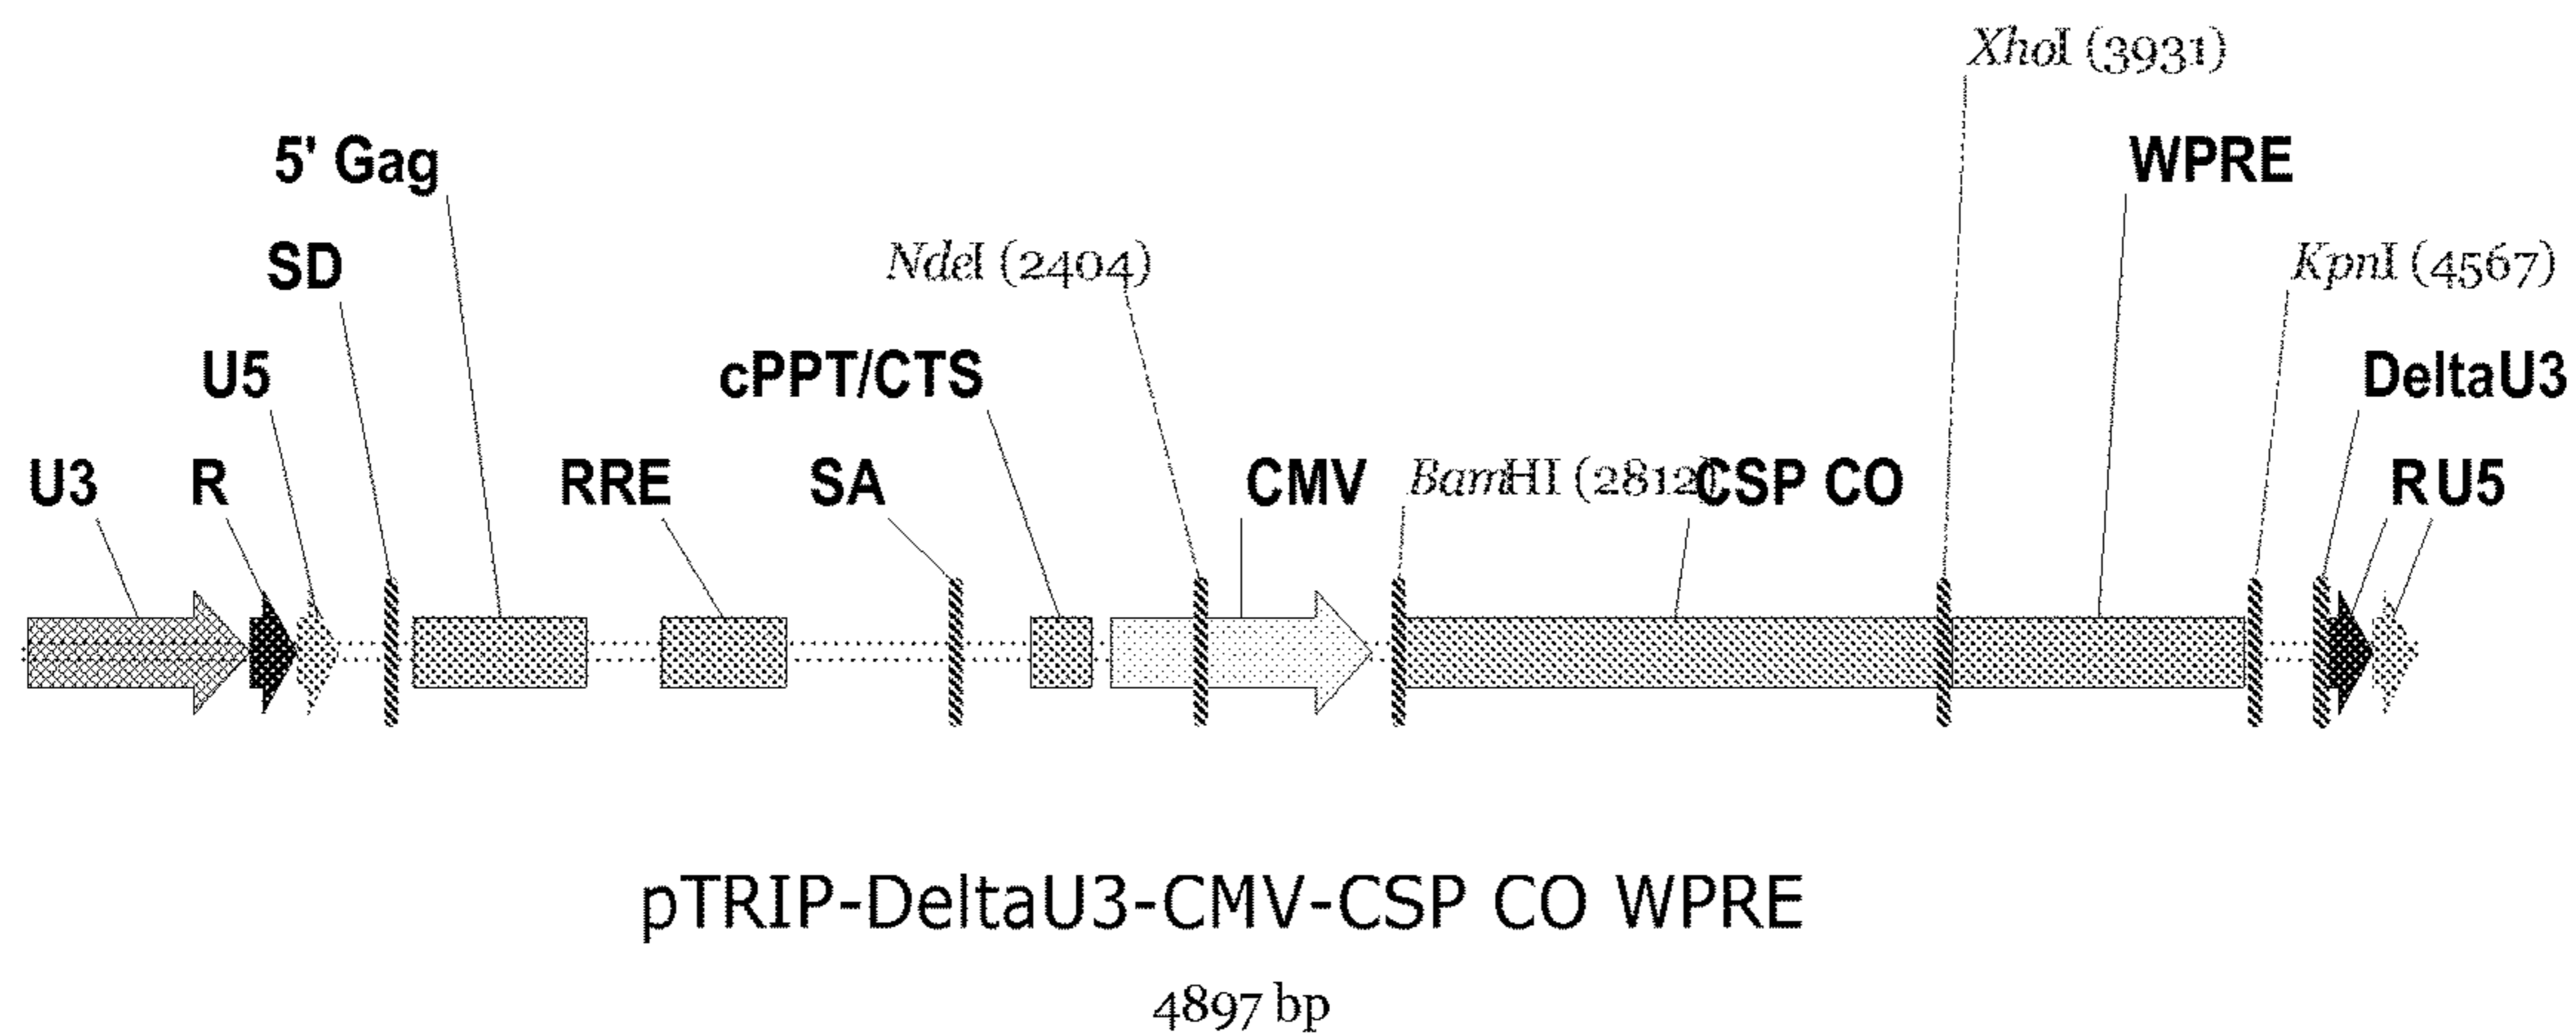 XhoI (3931)
5' Gag
WPRE
SD
NdeI (2404)
KpnI (4567)
U5
cPPT/CTS
DeltaU3
U3
R
RRE
SA
CMV
BamHI (2812)
CSP CO
R
U5
pTRIP-DeltaU3-CMV-CSP CO WPRE
4897 bp